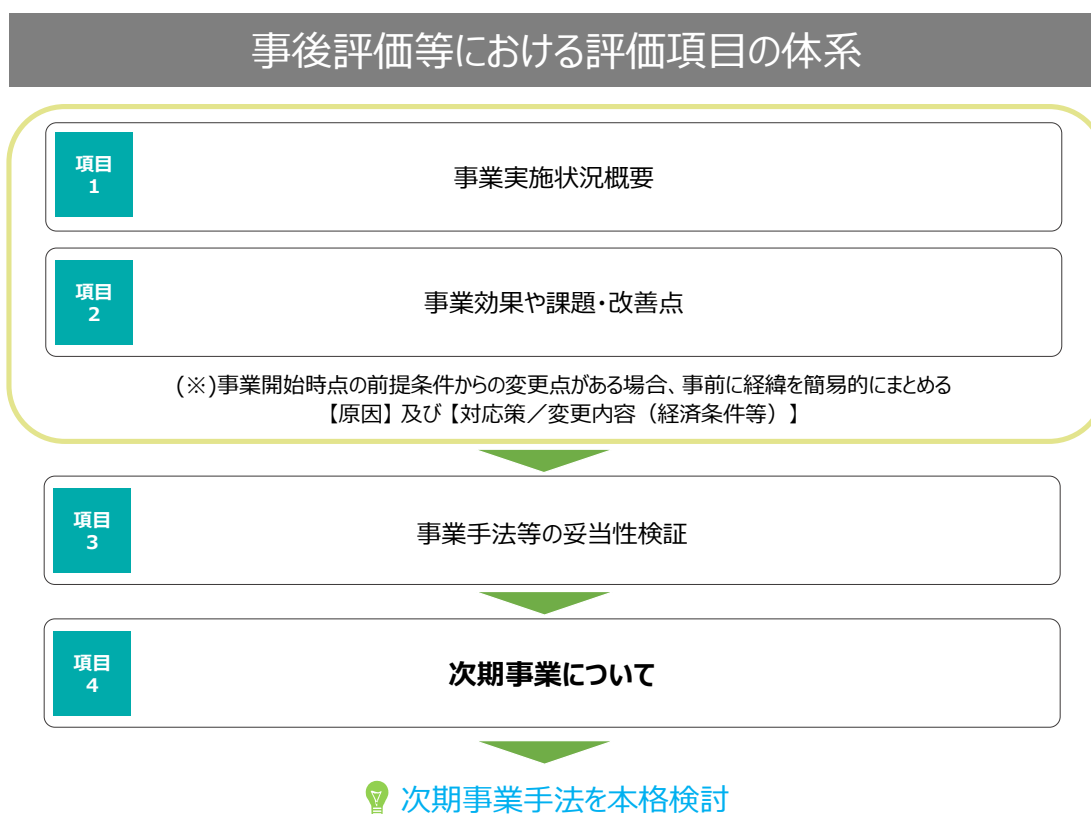 事後評価等における評価項目の体系
項目
1
事業実施状況概要
項目
2
事業効果や課題・改善点
(※)事業開始時点の前提条件からの変更点がある場合、事前に経緯を簡易的にまとめる
【原因】及び【対応策／変更内容（経済条件等）】
項目
3
事業手法等の妥当性検証
項目
4
次期事業について
次期事業手法を本格検討